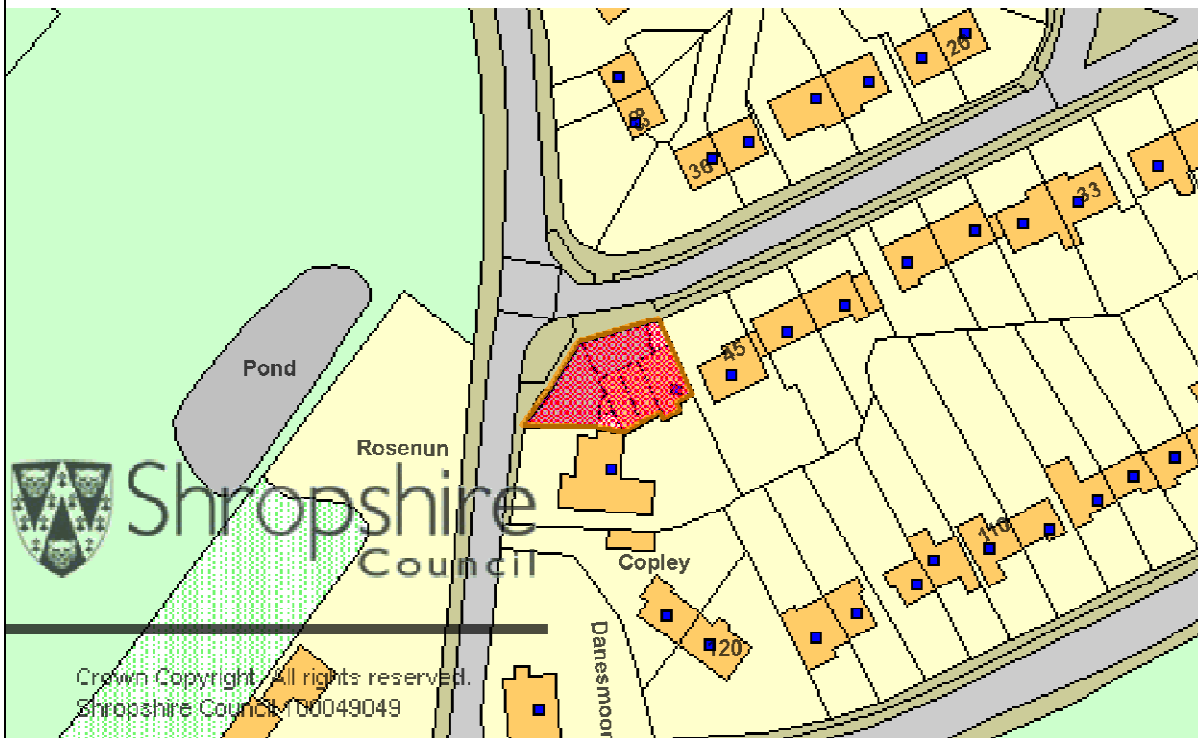 26
38
36
33
45
Pond
Rosenun
Shropshire
Council
110
Copley
120
Danesmoor
Crown Copyright. All rights reserved.
Shropshire Council 100049049